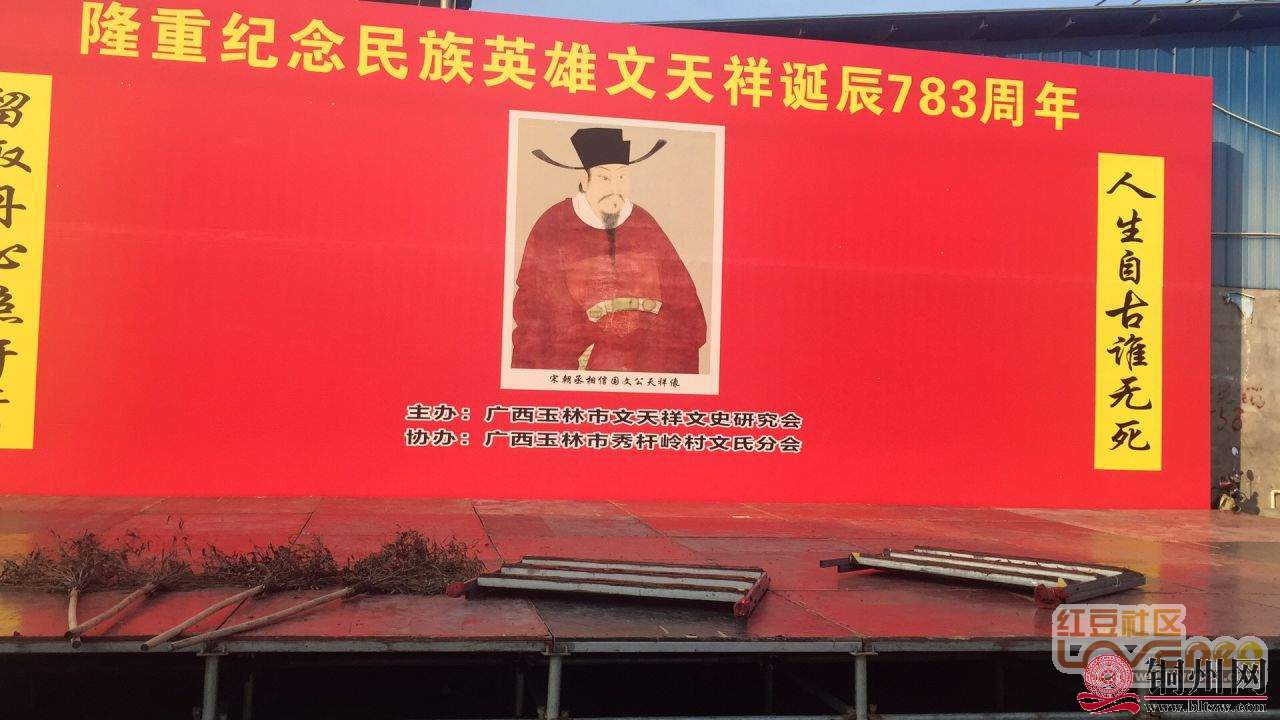 隆重纪念民族英雄文天祥诞辰783周年
人生自古谁无死
留取丹心照汗
宋朝丞相信国文公天祥像
主办：广西玉林市文天祥文史研究会
协办：广西玉林市秀杆岭村文氏分会
红豆社区
铜州网
www.bltzw.com